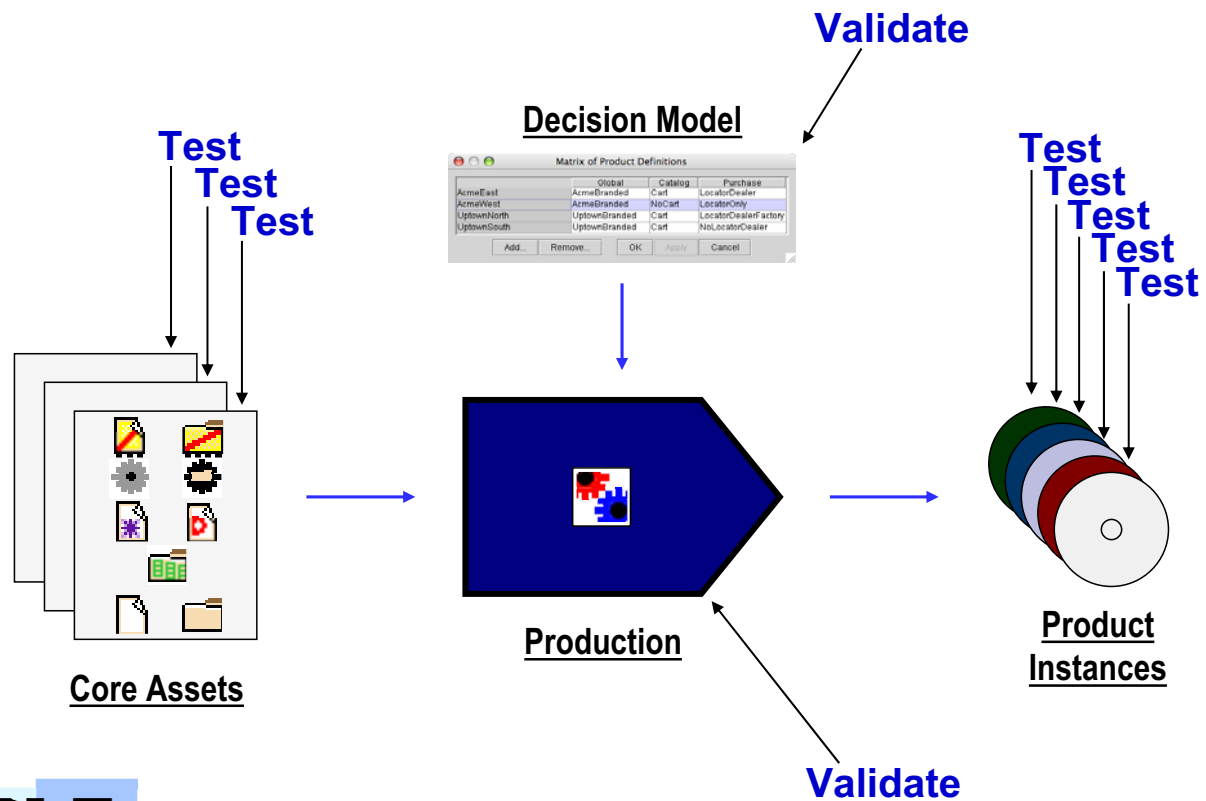 Validate
Decision Model
Test
Test
Test
Matrix of Product Definitions
Global Catalog Purchase
AcmeEast AcmeBranded Cart LocatorDealer
AcmeWest AcmeBranded NoCart LocatorOnly
UptownNorth UptownBranded Cart LocatorDealerFactory
UptownSouth UptownBranded Cart NoLocatorDealer
Add... Remove... OK Apply Cancel
Test
Test
Test
Test
Test
Core Assets
Production
Product
Instances
Validate